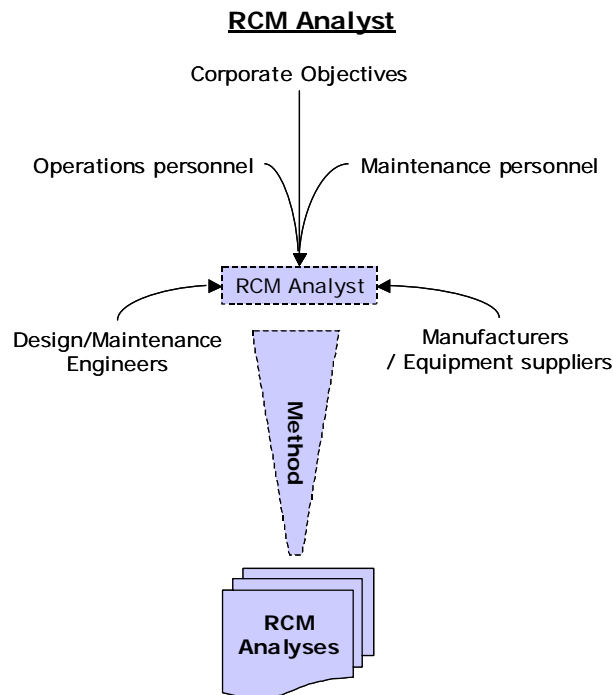 RCM Analyst
Corporate Objectives
Operations personnel
Maintenance personnel
RCM Analyst
Design/Maintenance
Engineers
Manufacturers
/ Equipment suppliers
Method
RCM
Analyses